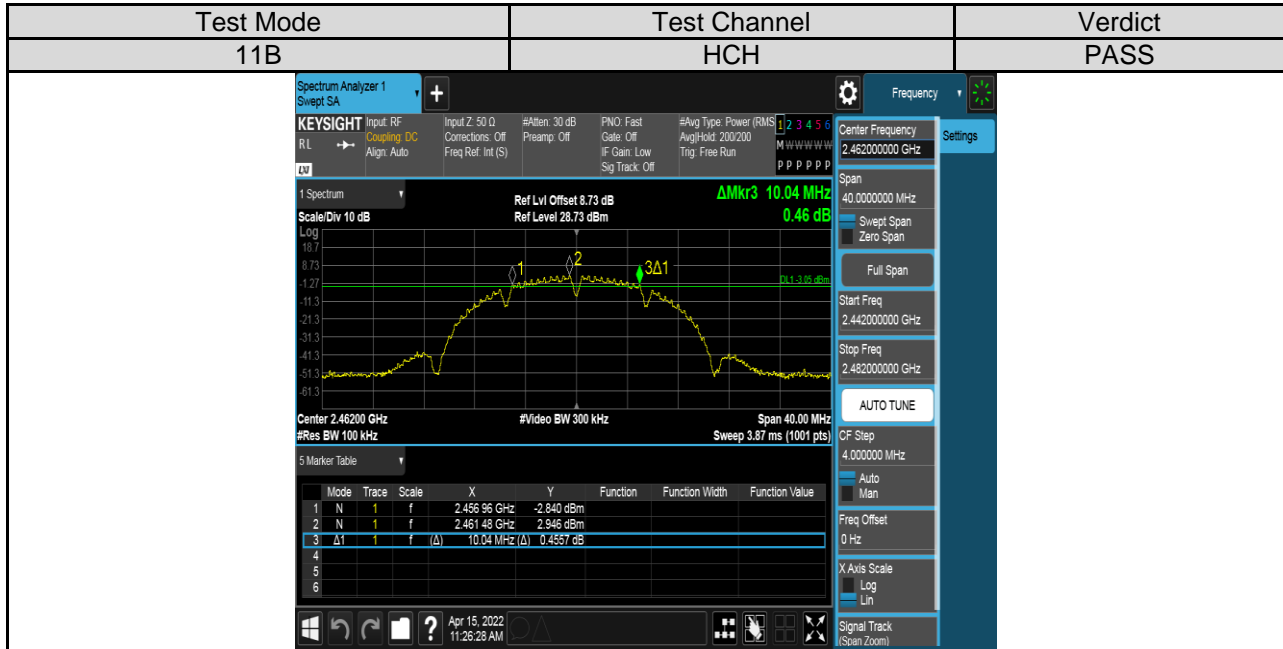 Test Mode Test Channel Verdict
11B HCH PASS
Spectrum Analyzer 1
Swept SA
+
Frequency
KEYSIGHT
RL
LXI
Input: RF
Coupling: DC
Align: Auto
Input Z: 50 Ω
Corrections: Off
Freq Ref: Int (S)
#Atten: 30 dB
Preamp: Off
PNO: Fast
Gate: Off
IF Gain: Low
Sig Track: Off
#Avg Type: Power (RMS
Avg|Hold: 200/200
Trig: Free Run
1 2 3 4 5 6
M W W W W W
P P P P P P
1 Spectrum
Scale/Div 10 dB
Ref Lvl Offset 8.73 dB
Ref Level 28.73 dBm
ΔMkr3 10.04 MHz
0.46 dB
Log
18.7
8.73
-1.27
-11.3
-21.3
-31.3
-41.3
-51.3
-61.3
1
2
3Δ1
DL1 -3.05 dBm
Center 2.46200 GHz
#Res BW 100 kHz
#Video BW 300 kHz
Span 40.00 MHz
Sweep 3.87 ms (1001 pts)
5 Marker Table
Mode Trace Scale X Y Function Function Width Function Value
1 N 1 f 2.456 96 GHz -2.840 dBm
2 N 1 f 2.461 48 GHz 2.946 dBm
3 Δ1 1 f (Δ) 10.04 MHz (Δ) 0.4557 dB
4
5
6
?
Apr 15, 2022
11:26:28 AM
Center Frequency
2.462000000 GHz
Settings
Span
40.0000000 MHz
Swept Span
Zero Span
Full Span
Start Freq
2.442000000 GHz
Stop Freq
2.482000000 GHz
AUTO TUNE
CF Step
4.000000 MHz
Auto
Man
Freq Offset
0 Hz
X Axis Scale
Log
Lin
Signal Track
(Span Zoom)